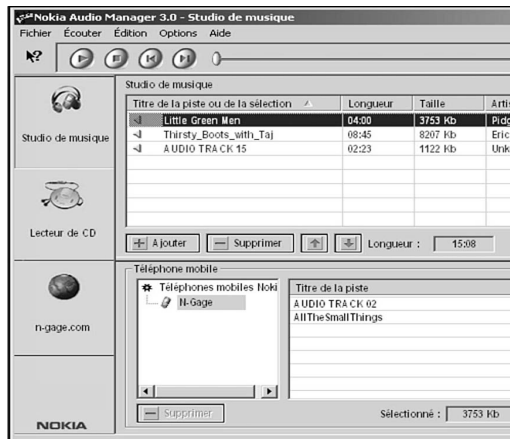 Nokia Audio Manager 3.0 - Studio de musique
Fichier Écouter Édition Options Aide
Studio de musique
Titre de la piste ou de la sélection Longueur Taille
Little Green Men 04:00 3753 Kb
Thirsty_Boots_with_Taj 08:45 8207 Kb Eric
AUDIO TRACK 15 02:23 1122 Kb
Studio de musique
Lecteur de CD
n-gage.com
NOKIA
Ajouter Supprimer Longueur : 15:08
Téléphone mobile
Téléphones mobiles Noki
N-Gage
Titre de la piste
AUDIO TRACK 02
AllTheSmallThings
Supprimer
Sélectionné : 3753 Kb